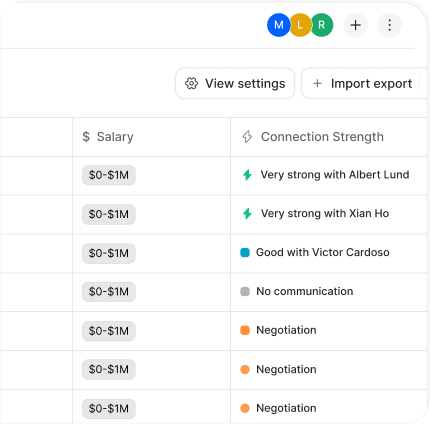 M L R
View settings
Import export
$ Salary
Connection Strength
$0-$1M
Very strong with Albert Lund
$0-$1M
Very strong with Xian Ho
$0-$1M
Good with Victor Cardoso
$0-$1M
No communication
$0-$1M
Negotiation
$0-$1M
Negotiation
$0-$1M
Negotiation